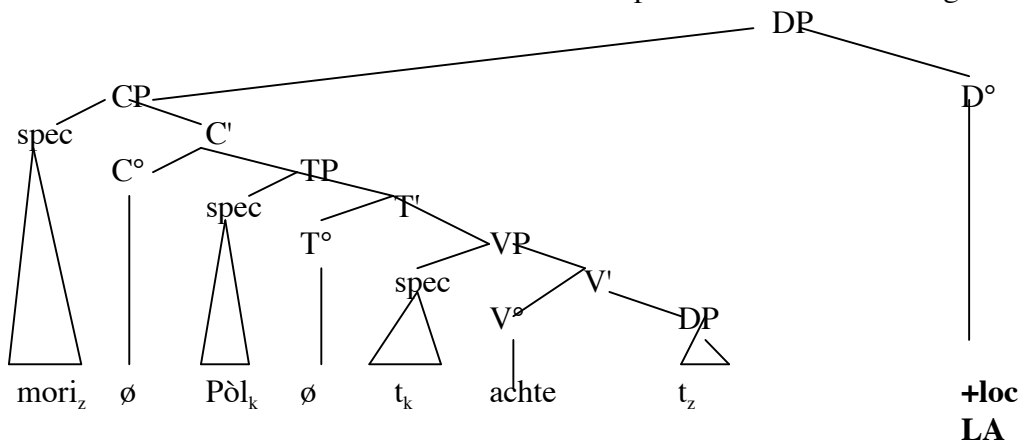 DP
CP D°
spec C'
C° TP
spec T'
T° VP
spec V'
V° DP
mori_z ø Pòl_k ø t_k achte t_z +loc
LA